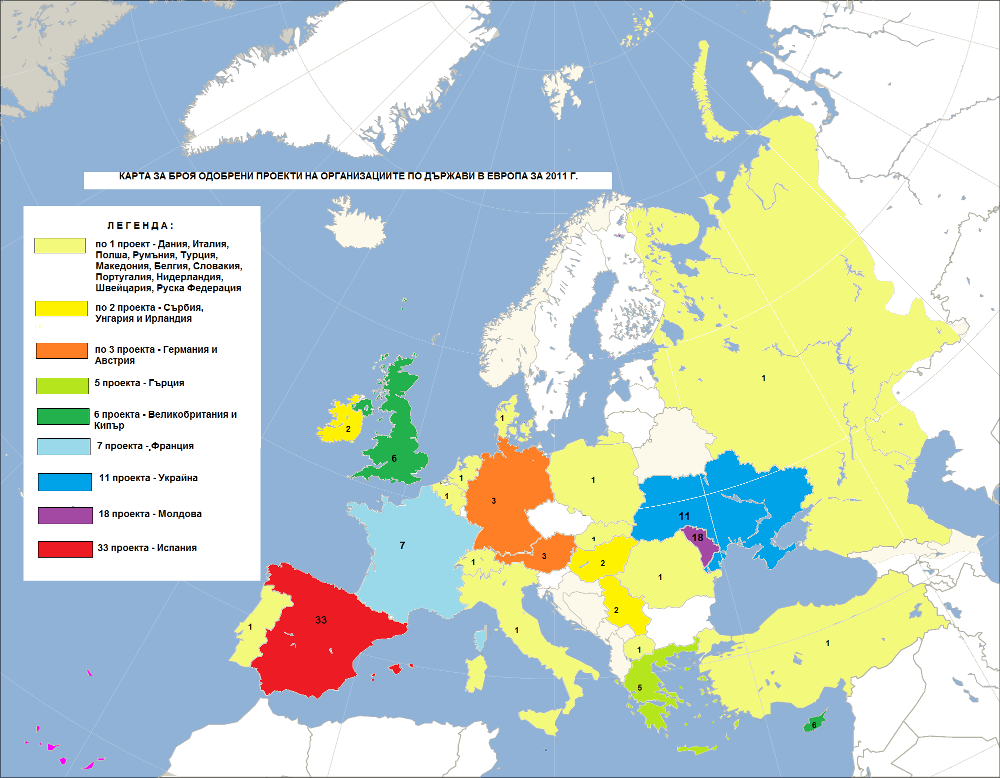 КАРТА ЗА БРОЯ ОДОБРЕНИ ПРОЕКТИ НА ОРГАНИЗАЦИИТЕ ПО ДЪРЖАВИ В ЕВРОПА ЗА 2011 Г.
Л Е Г Е Н Д А :
по 1 проект - Дания, Италия,
Полша, Румъния, Турция,
Македония, Белгия, Словакия,
Португалия, Нидерландия,
Швейцария, Руска Федерация
по 2 проекта - Сърбия,
Унгария и Ирландия
по 3 проекта - Германия и
Австрия
5 проекта - Гърция
6 проекта - Великобритания и
Кипър
7 проекта - Франция
11 проекта - Украйна
18 проекта - Молдова
33 проекта - Испания
1
1
2
6
1
1
1
3
11
7
18
1
3
1
2
1
2
33
1
1
1
1
5
6